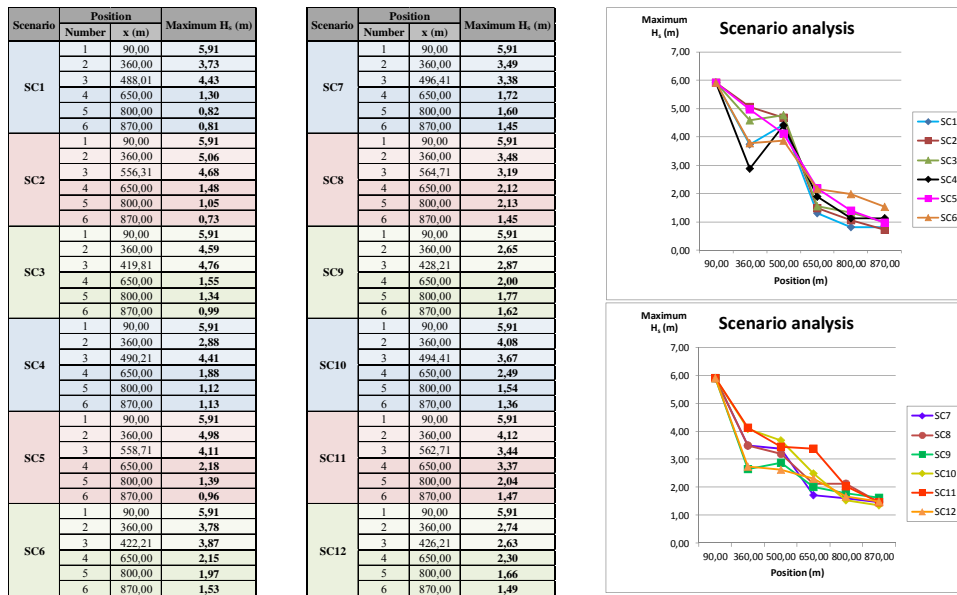 Scenario Position Maximum Hs (m)
Number x (m)
SC1
1 90,00 5,91
2 360,00 3,73
3 488,01 4,43
4 650,00 1,30
5 800,00 0,82
6 870,00 0,81
SC2
1 90,00 5,91
2 360,00 5,06
3 556,31 4,68
4 650,00 1,48
5 800,00 1,05
6 870,00 0,73
SC3
1 90,00 5,91
2 360,00 4,59
3 419,81 4,76
4 650,00 1,55
5 800,00 1,34
6 870,00 0,99
SC4
1 90,00 5,91
2 360,00 2,88
3 490,21 4,41
4 650,00 1,88
5 800,00 1,12
6 870,00 1,13
SC5
1 90,00 5,91
2 360,00 4,98
3 558,71 4,11
4 650,00 2,18
5 800,00 1,39
6 870,00 0,96
SC6
1 90,00 5,91
2 360,00 3,78
3 422,21 3,87
4 650,00 2,15
5 800,00 1,97
6 870,00 1,53
Scenario Position Maximum Hs (m)
Number x (m)
SC7
1 90,00 5,91
2 360,00 3,49
3 496,41 3,38
4 650,00 1,72
5 800,00 1,60
6 870,00 1,45
SC8
1 90,00 5,91
2 360,00 3,48
3 564,71 3,19
4 650,00 2,12
5 800,00 2,13
6 870,00 1,45
SC9
1 90,00 5,91
2 360,00 2,65
3 428,21 2,87
4 650,00 2,00
5 800,00 1,77
6 870,00 1,62
SC10
1 90,00 5,91
2 360,00 4,08
3 494,41 3,67
4 650,00 2,49
5 800,00 1,54
6 870,00 1,36
SC11
1 90,00 5,91
2 360,00 4,12
3 562,71 3,44
4 650,00 3,37
5 800,00 2,04
6 870,00 1,47
SC12
1 90,00 5,91
2 360,00 2,74
3 426,21 2,63
4 650,00 2,30
5 800,00 1,66
6 870,00 1,49
Maximum
Hs (m)
Scenario analysis
7,00
6,00
5,00
4,00
3,00
2,00
1,00
0,00
90,00 360,00 500,00 650,00 800,00 870,00
Position (m)
SC1
SC2
SC3
SC4
SC5
SC6
Maximum
Hs (m)
Scenario analysis
7,00
6,00
5,00
4,00
3,00
2,00
1,00
0,00
90,00 360,00 500,00 650,00 800,00 870,00
Position (m)
SC7
SC8
SC9
SC10
SC11
SC12